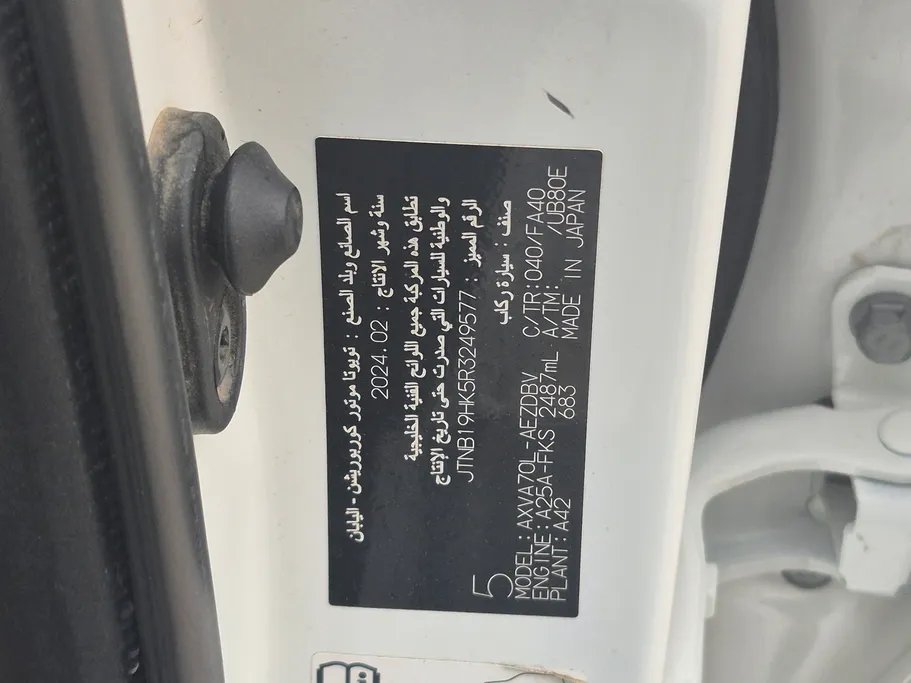 اسم الصانع وبلد الصنع : تويوتا موتور كوربوريشن - اليابان
سنة وشهر الانتاج : 2024.02
تطابق هذه المركبة جميع اللوائح الفنية الخليجية
والوطنية للسيارات التي صدرت حتى تاريخ الإنتاج
الرقم المميز : JTNB19HK5R3249577
صنف : سيارة ركاب
5
MODEL:AXVA70L-AEZDBV C/TR:040/FA40
ENGINE:A25A-FKS 2487mL A/TM: /UB80E
PLANT:A42 683 MADE IN JAPAN